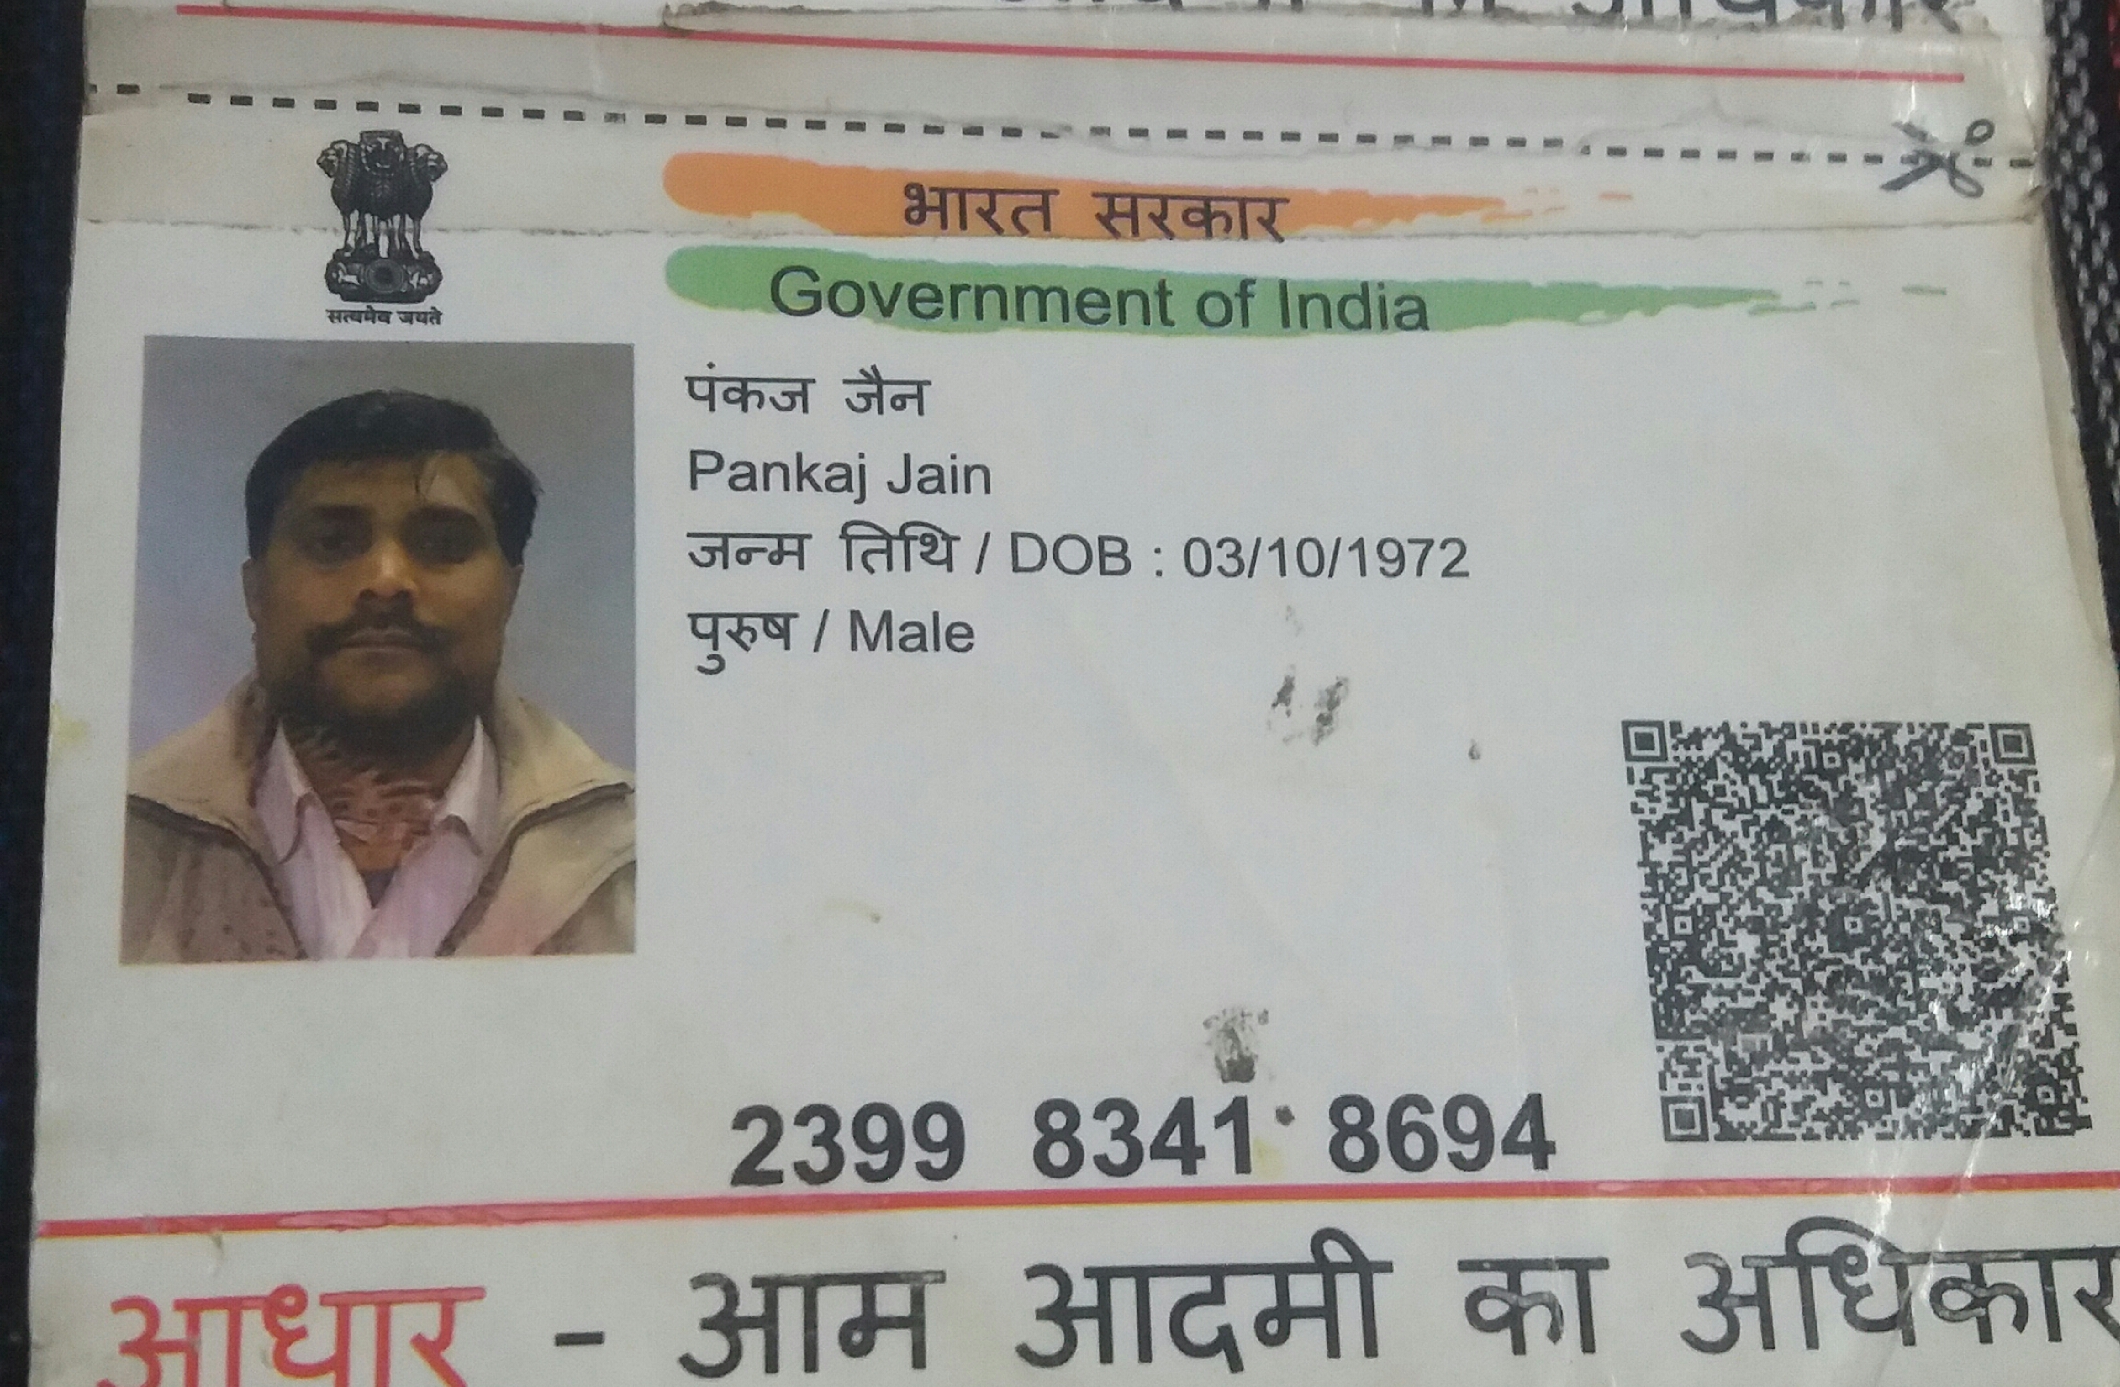 सत्यमेव जयते
भारत सरकार
Government of India
पंकज जैन
Pankaj Jain
जन्म तिथि / DOB : 03/10/1972
पुरुष / Male
2399 8341 8694
आधार - आम आदमी का अधिकार